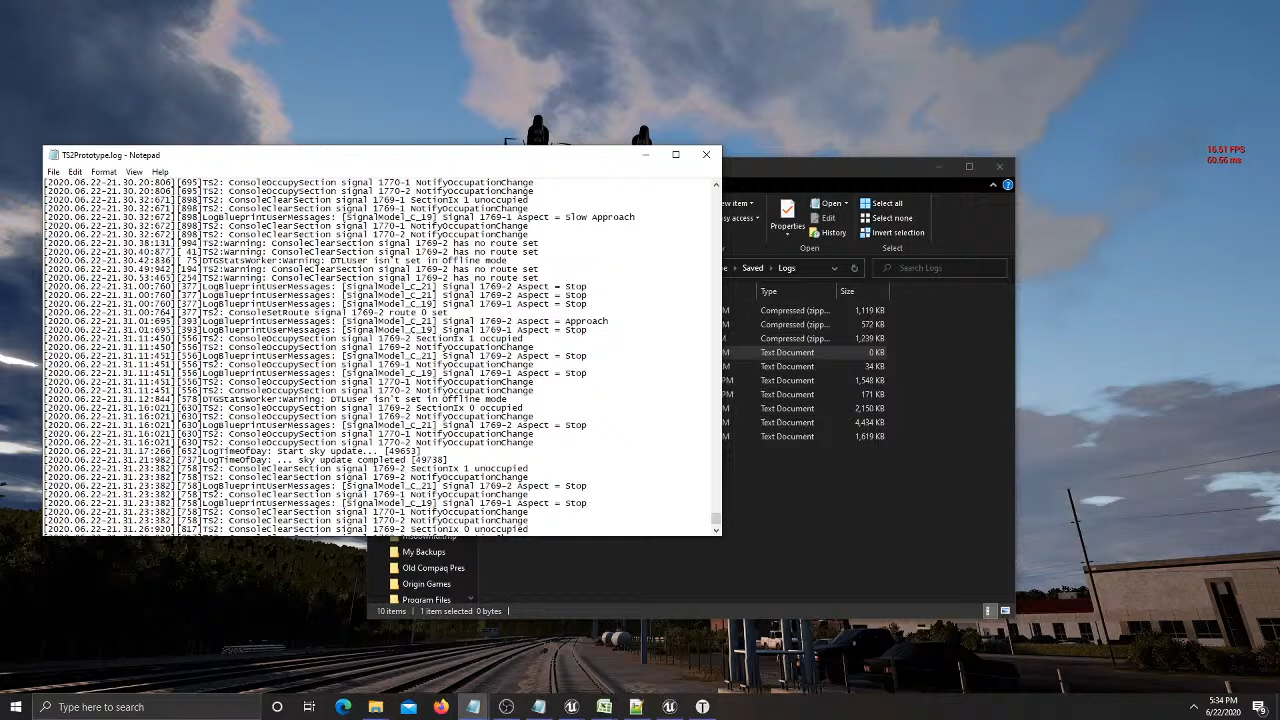 16.51 FPS
60.56 ms
TS2Prototype.log - Notepad
File Edit Format View Help
[2020.06.22-21.30.20:806][695]TS2: ConsoleOccupySection signal 1770-1 NotifyOccupationChange
[2020.06.22-21.30.20:806][695]TS2: ConsoleOccupySection signal 1770-2 NotifyOccupationChange
[2020.06.22-21.30.32:671][898]TS2: ConsoleClearSection signal 1769-1 SectionIx 1 unoccupied
[2020.06.22-21.30.32:671][898]TS2: ConsoleClearSection signal 1769-1 NotifyOccupationChange
[2020.06.22-21.30.32:672][898]LogBlueprintUserMessages: [SignalModel_C_19] Signal 1769-1 Aspect = Slow Approach
[2020.06.22-21.30.32:672][898]TS2: ConsoleClearSection signal 1770-1 NotifyOccupationChange
[2020.06.22-21.30.32:672][898]TS2: ConsoleClearSection signal 1770-2 NotifyOccupationChange
[2020.06.22-21.30.38:131][994]TS2:Warning: ConsoleClearSection signal 1769-2 has no route set
[2020.06.22-21.30.40:877][ 41]TS2:Warning: ConsoleClearSection signal 1769-2 has no route set
[2020.06.22-21.30.42:836][ 75]DTGStatsWorker:Warning: DTLUser isn't set in Offline mode
[2020.06.22-21.30.49:942][194]TS2:Warning: ConsoleClearSection signal 1769-2 has no route set
[2020.06.22-21.30.53:465][254]TS2:Warning: ConsoleClearSection signal 1769-2 has no route set
[2020.06.22-21.31.00:760][377]LogBlueprintUserMessages: [SignalModel_C_21] Signal 1769-2 Aspect = Stop
[2020.06.22-21.31.00:760][377]LogBlueprintUserMessages: [SignalModel_C_21] Signal 1769-2 Aspect = Stop
[2020.06.22-21.31.00:760][377]LogBlueprintUserMessages: [SignalModel_C_19] Signal 1769-1 Aspect = Stop
[2020.06.22-21.31.00:764][377]TS2: ConsoleSetRoute signal 1769-2 route 0 set
[2020.06.22-21.31.01:695][393]LogBlueprintUserMessages: [SignalModel_C_21] Signal 1769-2 Aspect = Approach
[2020.06.22-21.31.01:695][393]LogBlueprintUserMessages: [SignalModel_C_19] Signal 1769-1 Aspect = Stop
[2020.06.22-21.31.11:450][556]TS2: ConsoleOccupySection signal 1769-2 SectionIx 1 occupied
[2020.06.22-21.31.11:450][556]TS2: ConsoleOccupySection signal 1769-2 NotifyOccupationChange
[2020.06.22-21.31.11:450][556]LogBlueprintUserMessages: [SignalModel_C_21] Signal 1769-2 Aspect = Stop
[2020.06.22-21.31.11:451][556]TS2: ConsoleOccupySection signal 1769-1 NotifyOccupationChange
[2020.06.22-21.31.11:451][556]LogBlueprintUserMessages: [SignalModel_C_19] Signal 1769-1 Aspect = Stop
[2020.06.22-21.31.11:451][556]TS2: ConsoleOccupySection signal 1770-1 NotifyOccupationChange
[2020.06.22-21.31.11:451][556]TS2: ConsoleOccupySection signal 1770-2 NotifyOccupationChange
[2020.06.22-21.31.12:844][578]DTGStatsWorker:Warning: DTLUser isn't set in Offline mode
[2020.06.22-21.31.16:021][630]TS2: ConsoleOccupySection signal 1769-2 SectionIx 0 occupied
[2020.06.22-21.31.16:021][630]TS2: ConsoleOccupySection signal 1769-2 NotifyOccupationChange
[2020.06.22-21.31.16:021][630]LogBlueprintUserMessages: [SignalModel_C_21] Signal 1769-2 Aspect = Stop
[2020.06.22-21.31.16:021][630]TS2: ConsoleOccupySection signal 1770-1 NotifyOccupationChange
[2020.06.22-21.31.16:021][630]TS2: ConsoleOccupySection signal 1770-2 NotifyOccupationChange
[2020.06.22-21.31.17:266][652]LogTimeOfDay: Start sky update... [49653]
[2020.06.22-21.31.21:982][737]LogTimeOfDay: ... sky update completed [49738]
[2020.06.22-21.31.23:382][758]TS2: ConsoleClearSection signal 1769-2 SectionIx 1 unoccupied
[2020.06.22-21.31.23:382][758]TS2: ConsoleClearSection signal 1769-2 NotifyOccupationChange
[2020.06.22-21.31.23:382][758]LogBlueprintUserMessages: [SignalModel_C_21] Signal 1769-2 Aspect = Stop
[2020.06.22-21.31.23:382][758]TS2: ConsoleClearSection signal 1769-1 NotifyOccupationChange
[2020.06.22-21.31.23:382][758]LogBlueprintUserMessages: [SignalModel_C_19] Signal 1769-1 Aspect = Stop
[2020.06.22-21.31.23:382][758]TS2: ConsoleClearSection signal 1770-1 NotifyOccupationChange
[2020.06.22-21.31.23:382][758]TS2: ConsoleClearSection signal 1770-2 NotifyOccupationChange
[2020.06.22-21.31.26:920][817]TS2: ConsoleClearSection signal 1769-2 SectionIx 0 unoccupied
ew item
Open
Select all
asy access
Edit
Select none
Properties
History
Invert selection
Open
Select
Saved > Logs
Search Logs
Type Size
M Compressed (zipp... 1,119 KB
M Compressed (zipp... 572 KB
M Compressed (zipp... 1,239 KB
M Text Document 0 KB
M Text Document 34 KB
PM Text Document 1,548 KB
PM Text Document 171 KB
M Text Document 2,150 KB
M Text Document 4,434 KB
M Text Document 1,619 KB
My Backups
Old Compaq Pres
Origin Games
Program Files
10 items 1 item selected 0 bytes
Type here to search
5:34 PM
6/22/2020